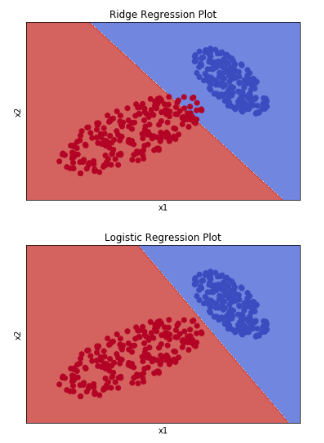 Ridge Regression Plot
x2
x1
Logistic Regression Plot
x2
x1